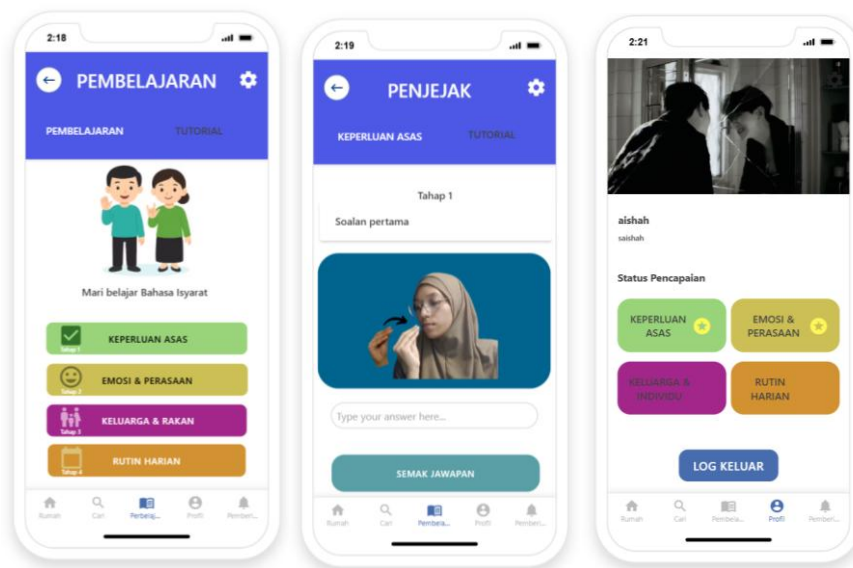 2:18
PEMBELAJARAN
PEMBELAJARAN TUTORIAL
Mari belajar Bahasa Isyarat
KEPERLUAN ASAS
Tahap 1
EMOSI & PERASAAN
Tahap 2
KELUARGA & RAKAN
Tahap 3
RUTIN HARIAN
Tahap 4
Rumah Cari Perbelaj... Profil Pemberi...
2:19
PENJEJAK
KEPERLUAN ASAS TUTORIAL
Tahap 1
Soalan pertama
Type your answer here...
SEMAK JAWAPAN
Rumah Cari Pembela... Profil Pemberi...
2:21
aishah
saishah
Status Pencapaian
KEPERLUAN
ASAS
EMOSI &
PERASAAN
KELUARGA &
INDIVIDU
RUTIN
HARIAN
LOG KELUAR
Rumah Cari Pembela... Profil Pemberi...